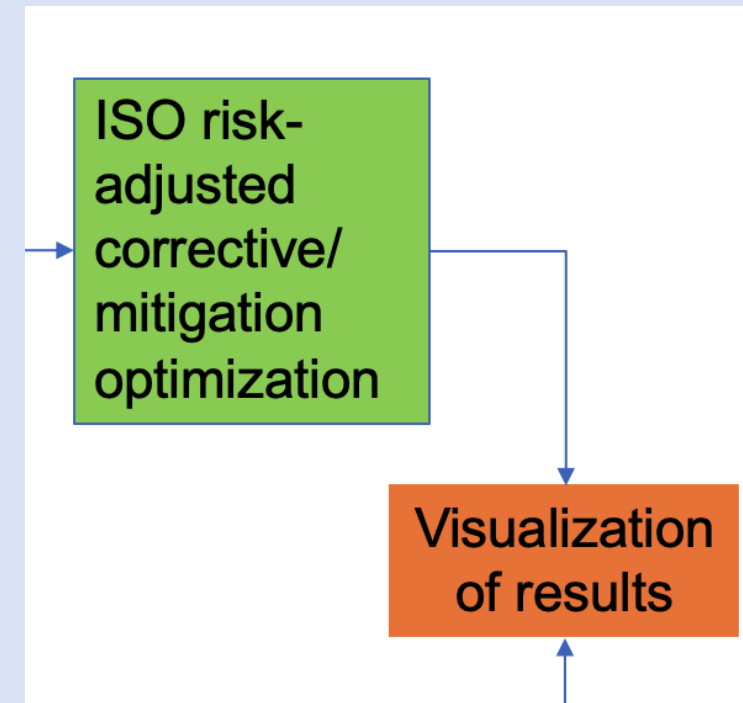 ISO risk-
adjusted
corrective/
mitigation
optimization
Visualization
of results